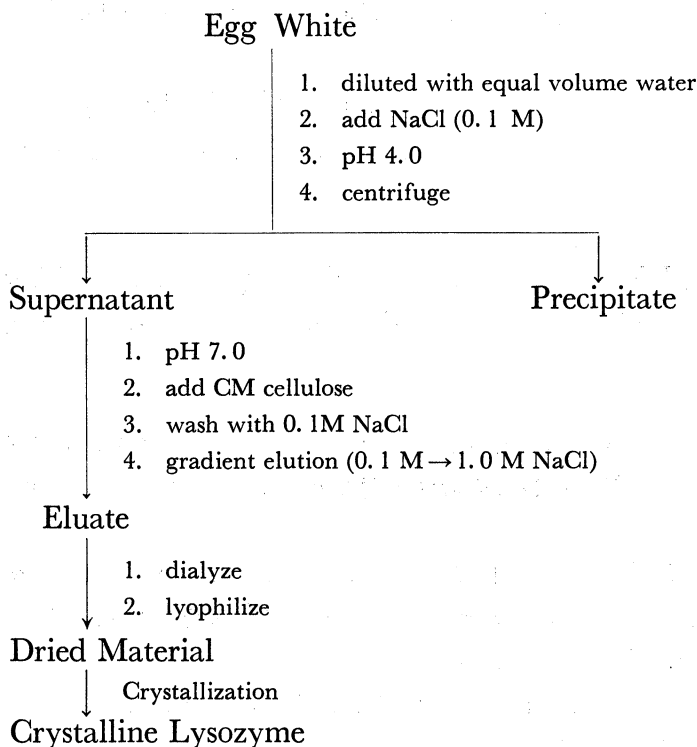 Egg White
1. diluted with equal volume water
2. add NaCl (0. 1 M)
3. pH 4.0
4. centrifuge
Supernatant Precipitate
1. pH 7.0
2. add CM cellulose
3. wash with 0. 1M NaCl
4. gradient elution (0. 1 M→1.0 M NaCl)
Eluate
1. dialyze
2. lyophilize
Dried Material
Crystallization
Crystalline Lysozyme